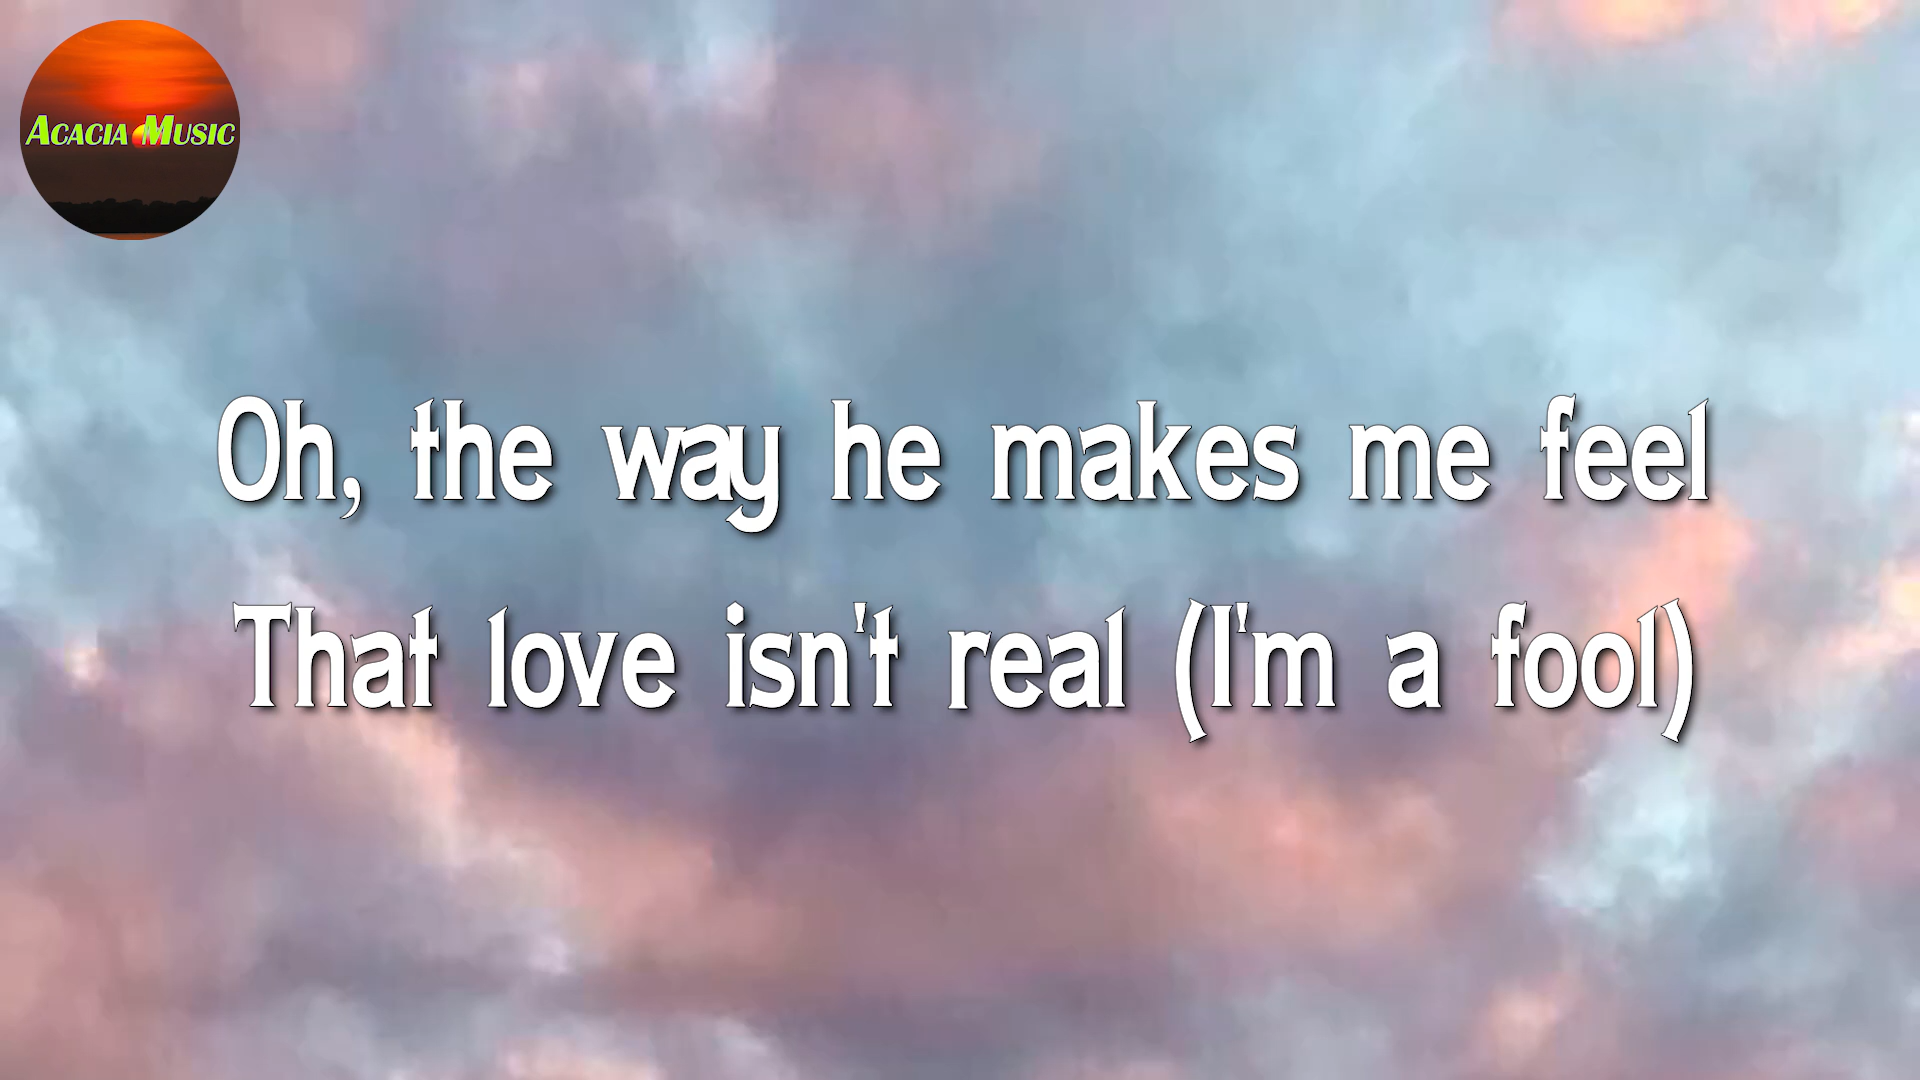 Acacia Music
Oh, the way he makes me feel
That love isn't real (I'm a fool)